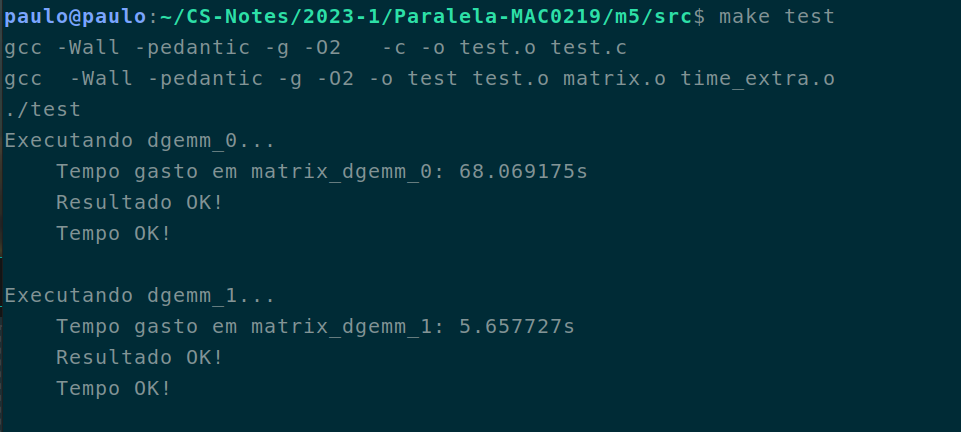 paulo@paulo:~/CS-Notes/2023-1/Paralela-MAC0219/m5/src$ make test
gcc -Wall -pedantic -g -O2   -c -o test.o test.c
gcc  -Wall -pedantic -g -O2 -o test test.o matrix.o time_extra.o
./test
Executando dgemm_0...
    Tempo gasto em matrix_dgemm_0: 68.069175s
    Resultado OK!
    Tempo OK!

Executando dgemm_1...
    Tempo gasto em matrix_dgemm_1: 5.657727s
    Resultado OK!
    Tempo OK!